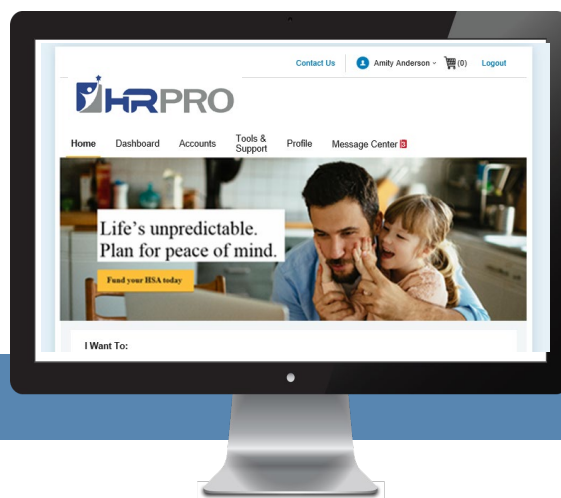 Contact Us Amity Anderson (0) Logout
HRPRO
Home Dashboard Accounts Tools & Support Profile Message Center
Life's unpredictable.
Plan for peace of mind.
Fund your HSA today
I Want To: